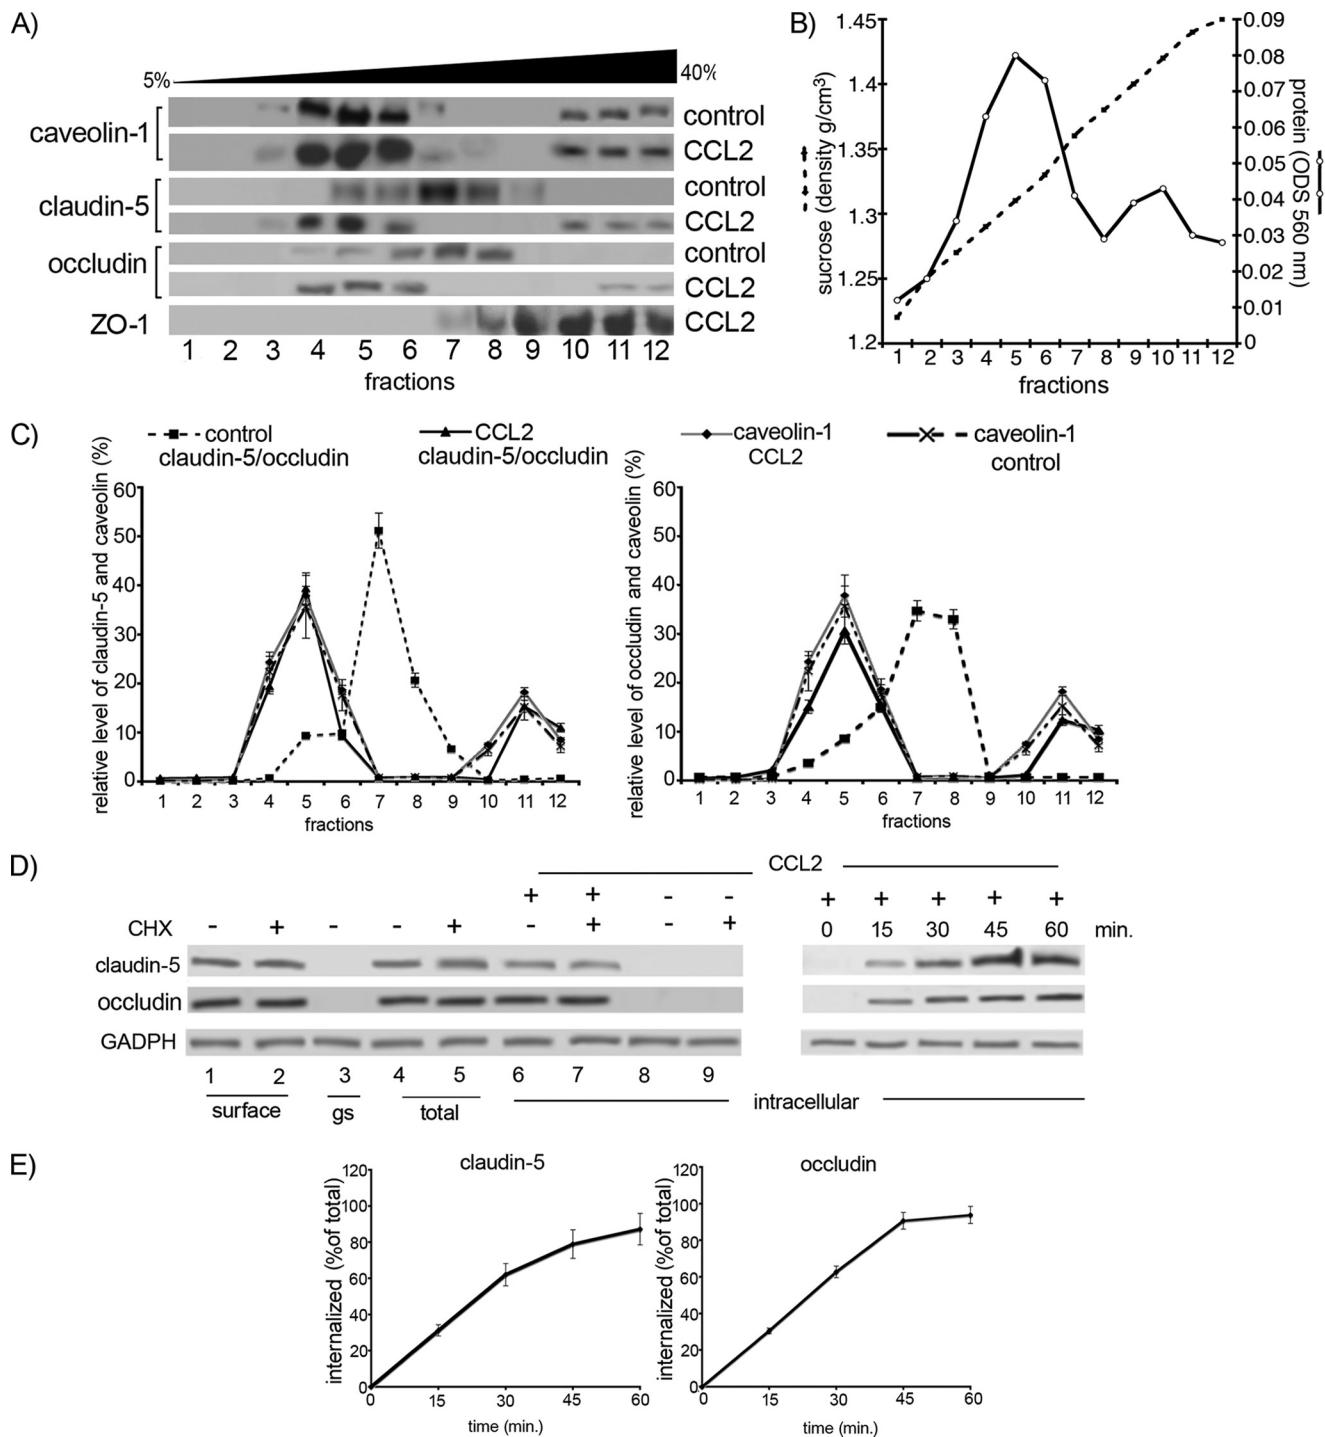 A)
5%
40%
caveolin-1
control
CCL2
claudin-5
control
CCL2
occludin
control
CCL2
ZO-1
CCL2
1 2 3 4 5 6 7 8 9 10 11 12
fractions
B)
sucrose (density g/cm³)
1.45
1.4
1.35
1.3
1.25
1.2
protein (ODS 560 nm)
0.09
0.08
0.07
0.06
0.05
0.04
0.03
0.02
0.01
0
1 2 3 4 5 6 7 8 9 10 11 12
fractions
C)
control
claudin-5/occludin
CCL2
claudin-5/occludin
caveolin-1
CCL2
caveolin-1
control
relative level of claudin-5 and caveolin (%)
60
50
40
30
20
10
0
1 2 3 4 5 6 7 8 9 10 11 12
fractions
relative level of occludin and caveolin (%)
60
50
40
30
20
10
0
1 2 3 4 5 6 7 8 9 10 11 12
fractions
D)
CCL2
+ + - - + + + + +
CHX - + - - + - + - + 0 15 30 45 60 min.
claudin-5
occludin
GADPH
1 2 3 4 5 6 7 8 9
surface gs total intracellular
E)
claudin-5
internalized (%of total)
120
100
80
60
40
20
0
0 15 30 45 60
time (min.)
occludin
internalized (%of total)
120
100
80
60
40
20
0
0 15 30 45 60
time (min.)